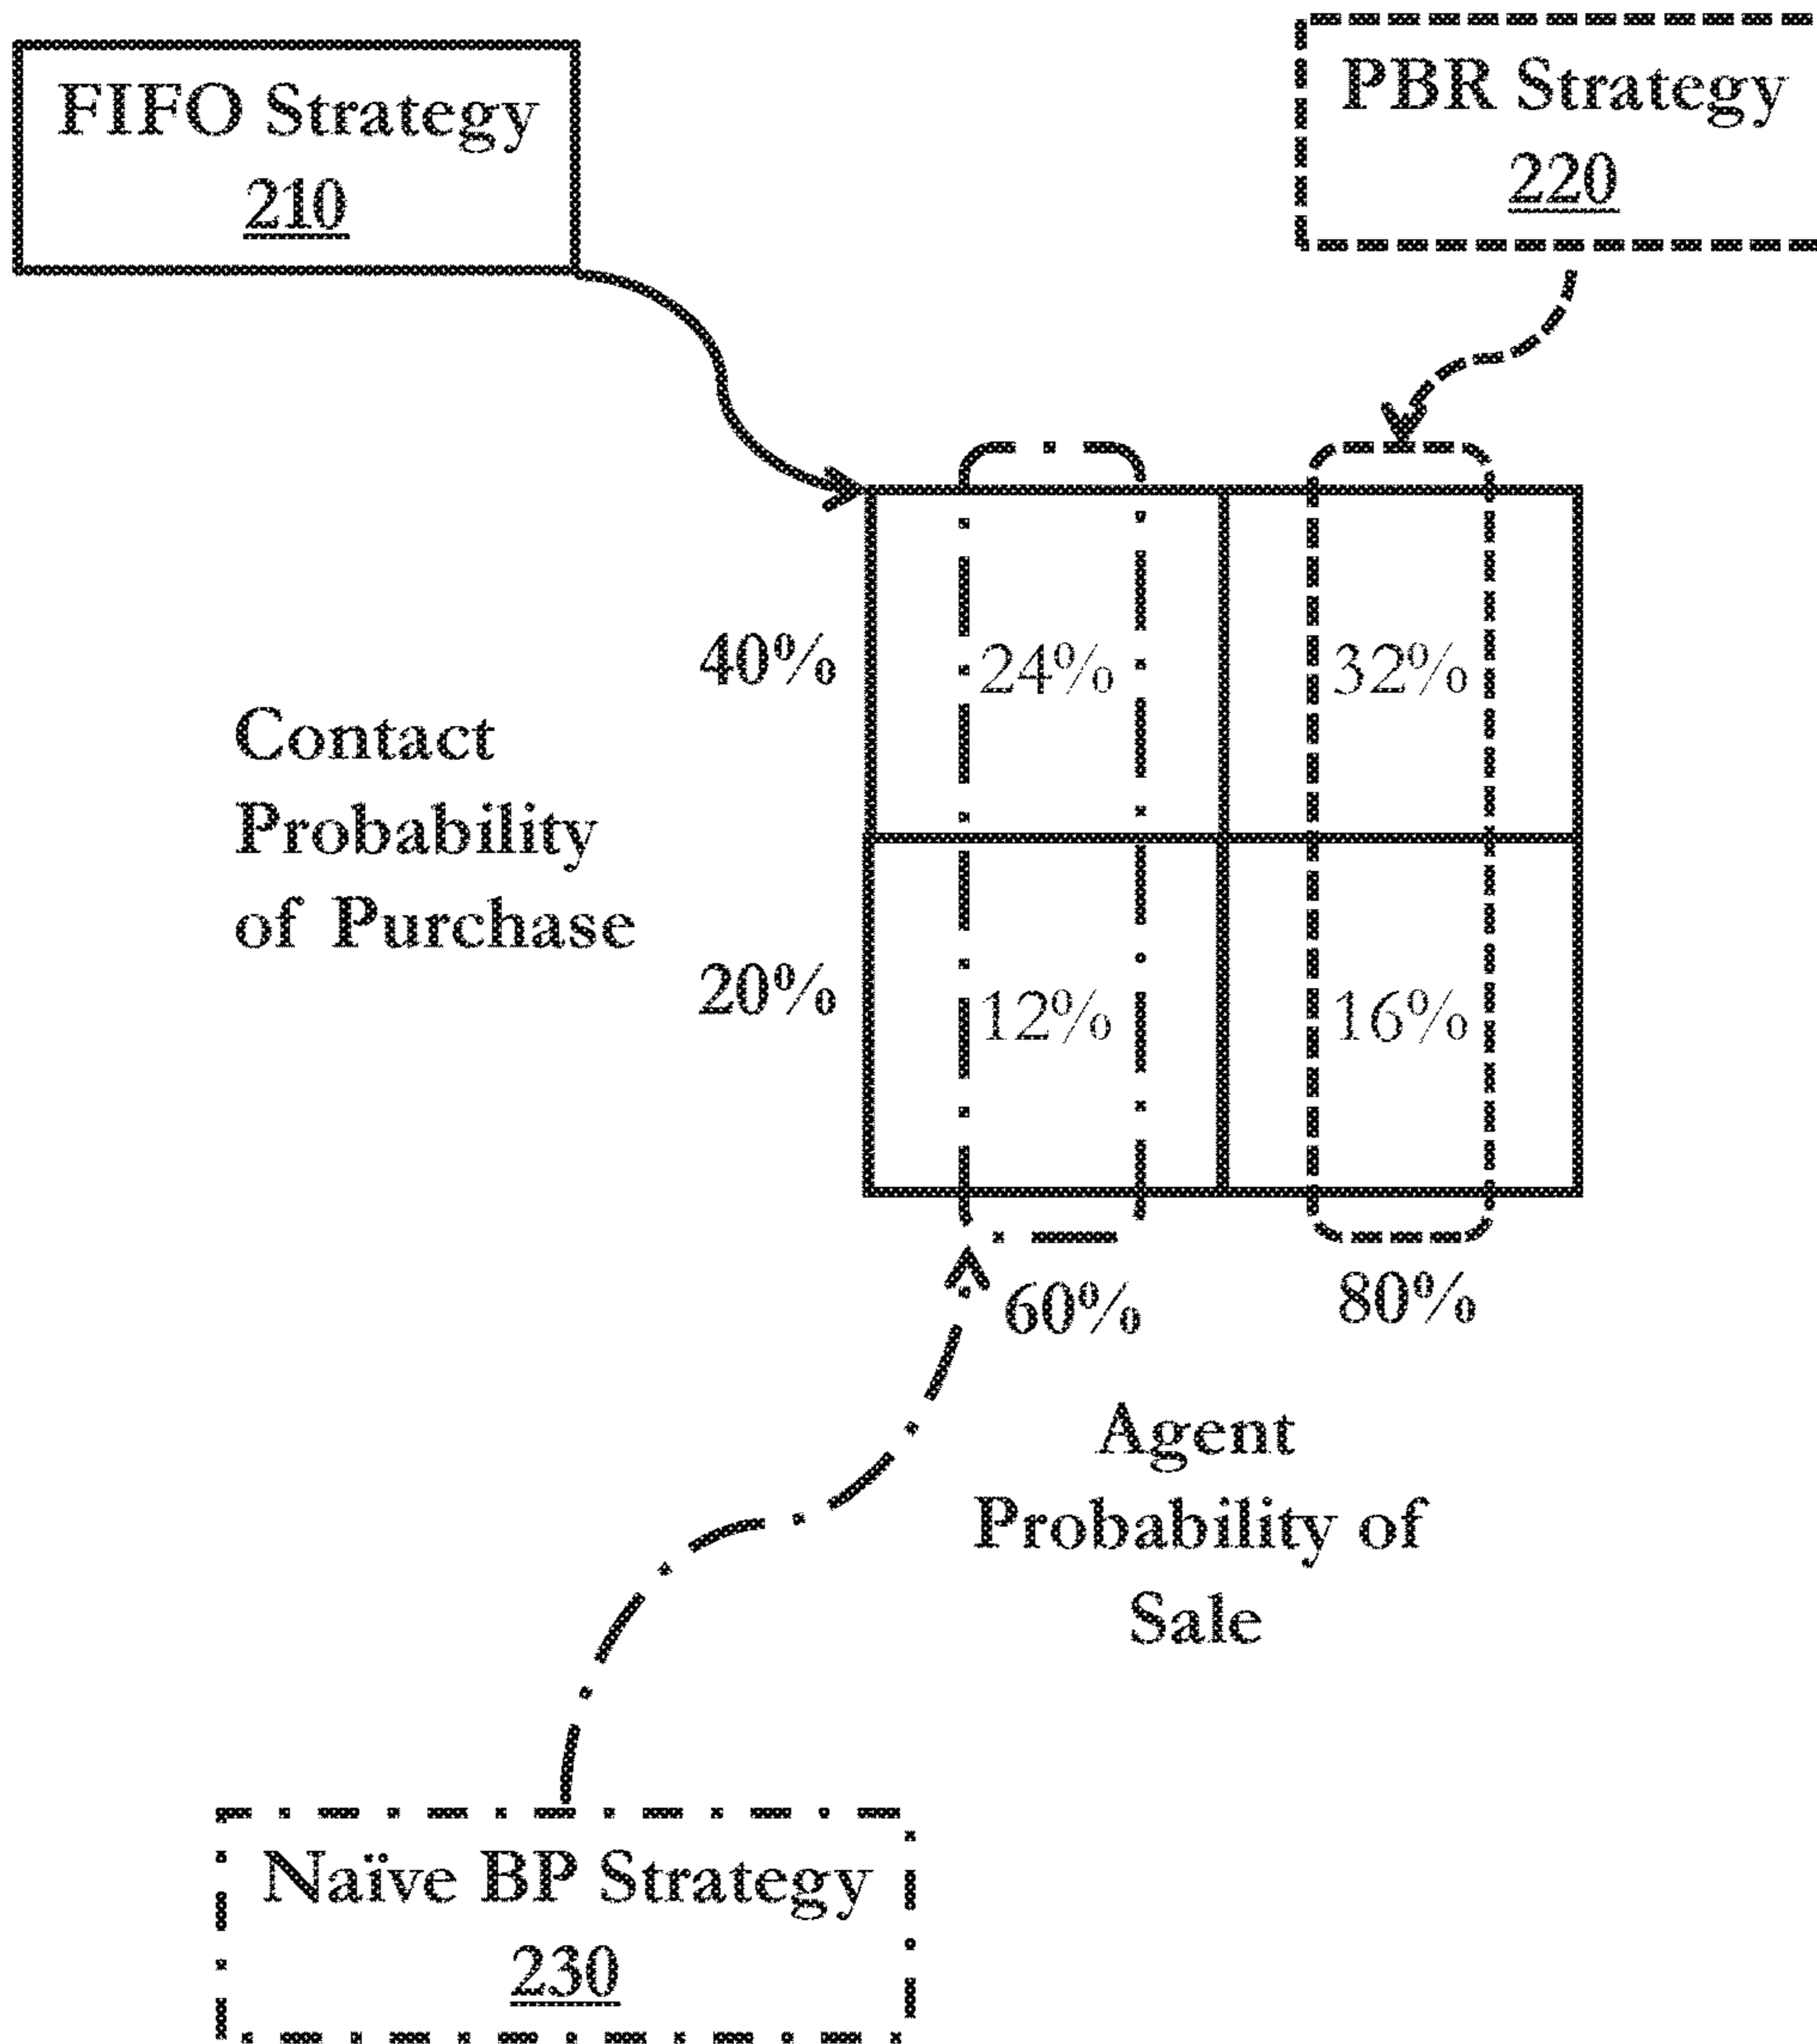 FIFO Strategy
210
PBR Strategy
220
40%
24%
32%
Contact
Probability
of Purchase
20%
12%
16%
60%
80%
Agent
Probability of
Sale
Naïve BP Strategy
230